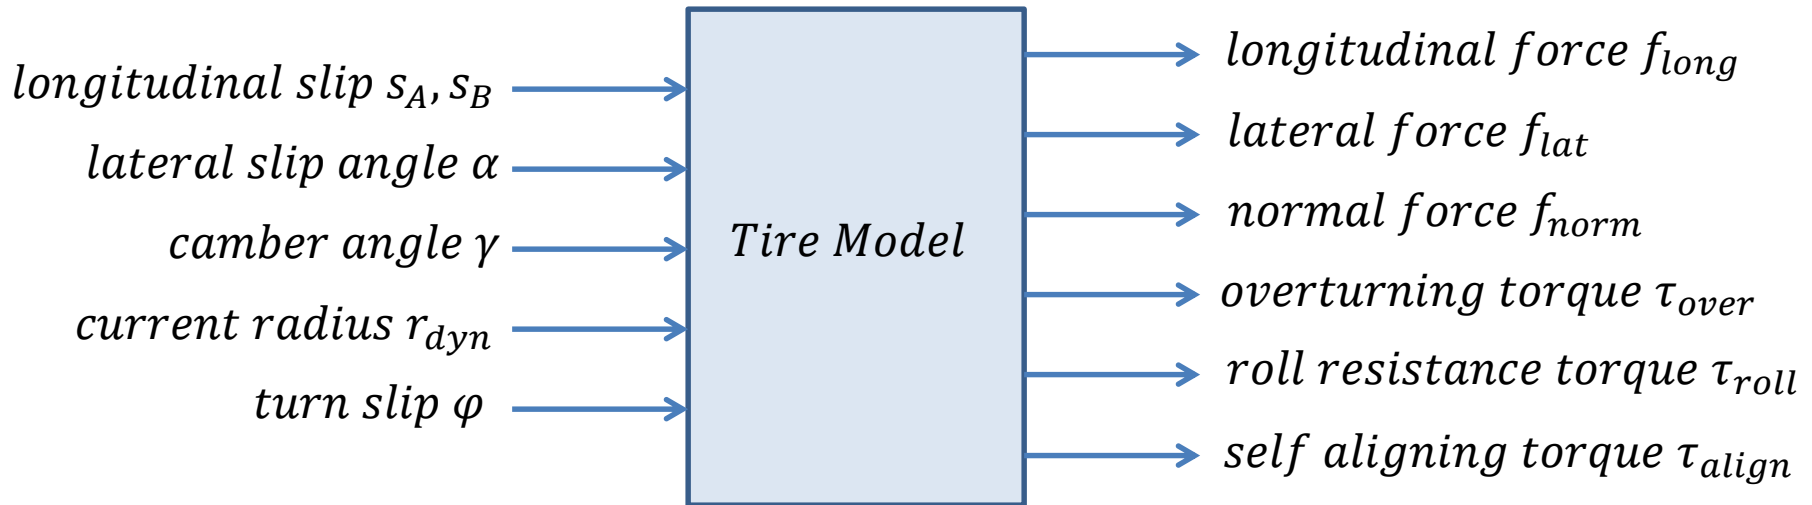 longitudinal slip s_A, s_B
lateral slip angle α
camber angle γ
current radius r_dyn
turn slip φ
Tire Model
longitudinal force f_long
lateral force f_lat
normal force f_norm
overturning torque τ_over
roll resistance torque τ_roll
self aligning torque τ_align